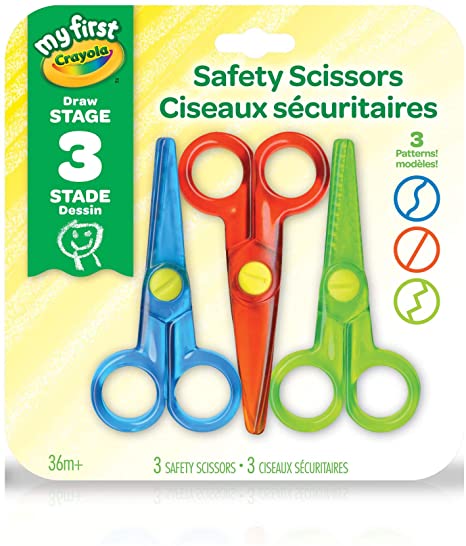 my first
Crayola
Draw
STAGE
3
STADE
Dessin
Safety Scissors
Ciseaux sécuritaires
3
Patterns!
modèles!
36m+
3 SAFETY SCISSORS • 3 CISEAUX SÉCURITAIRES